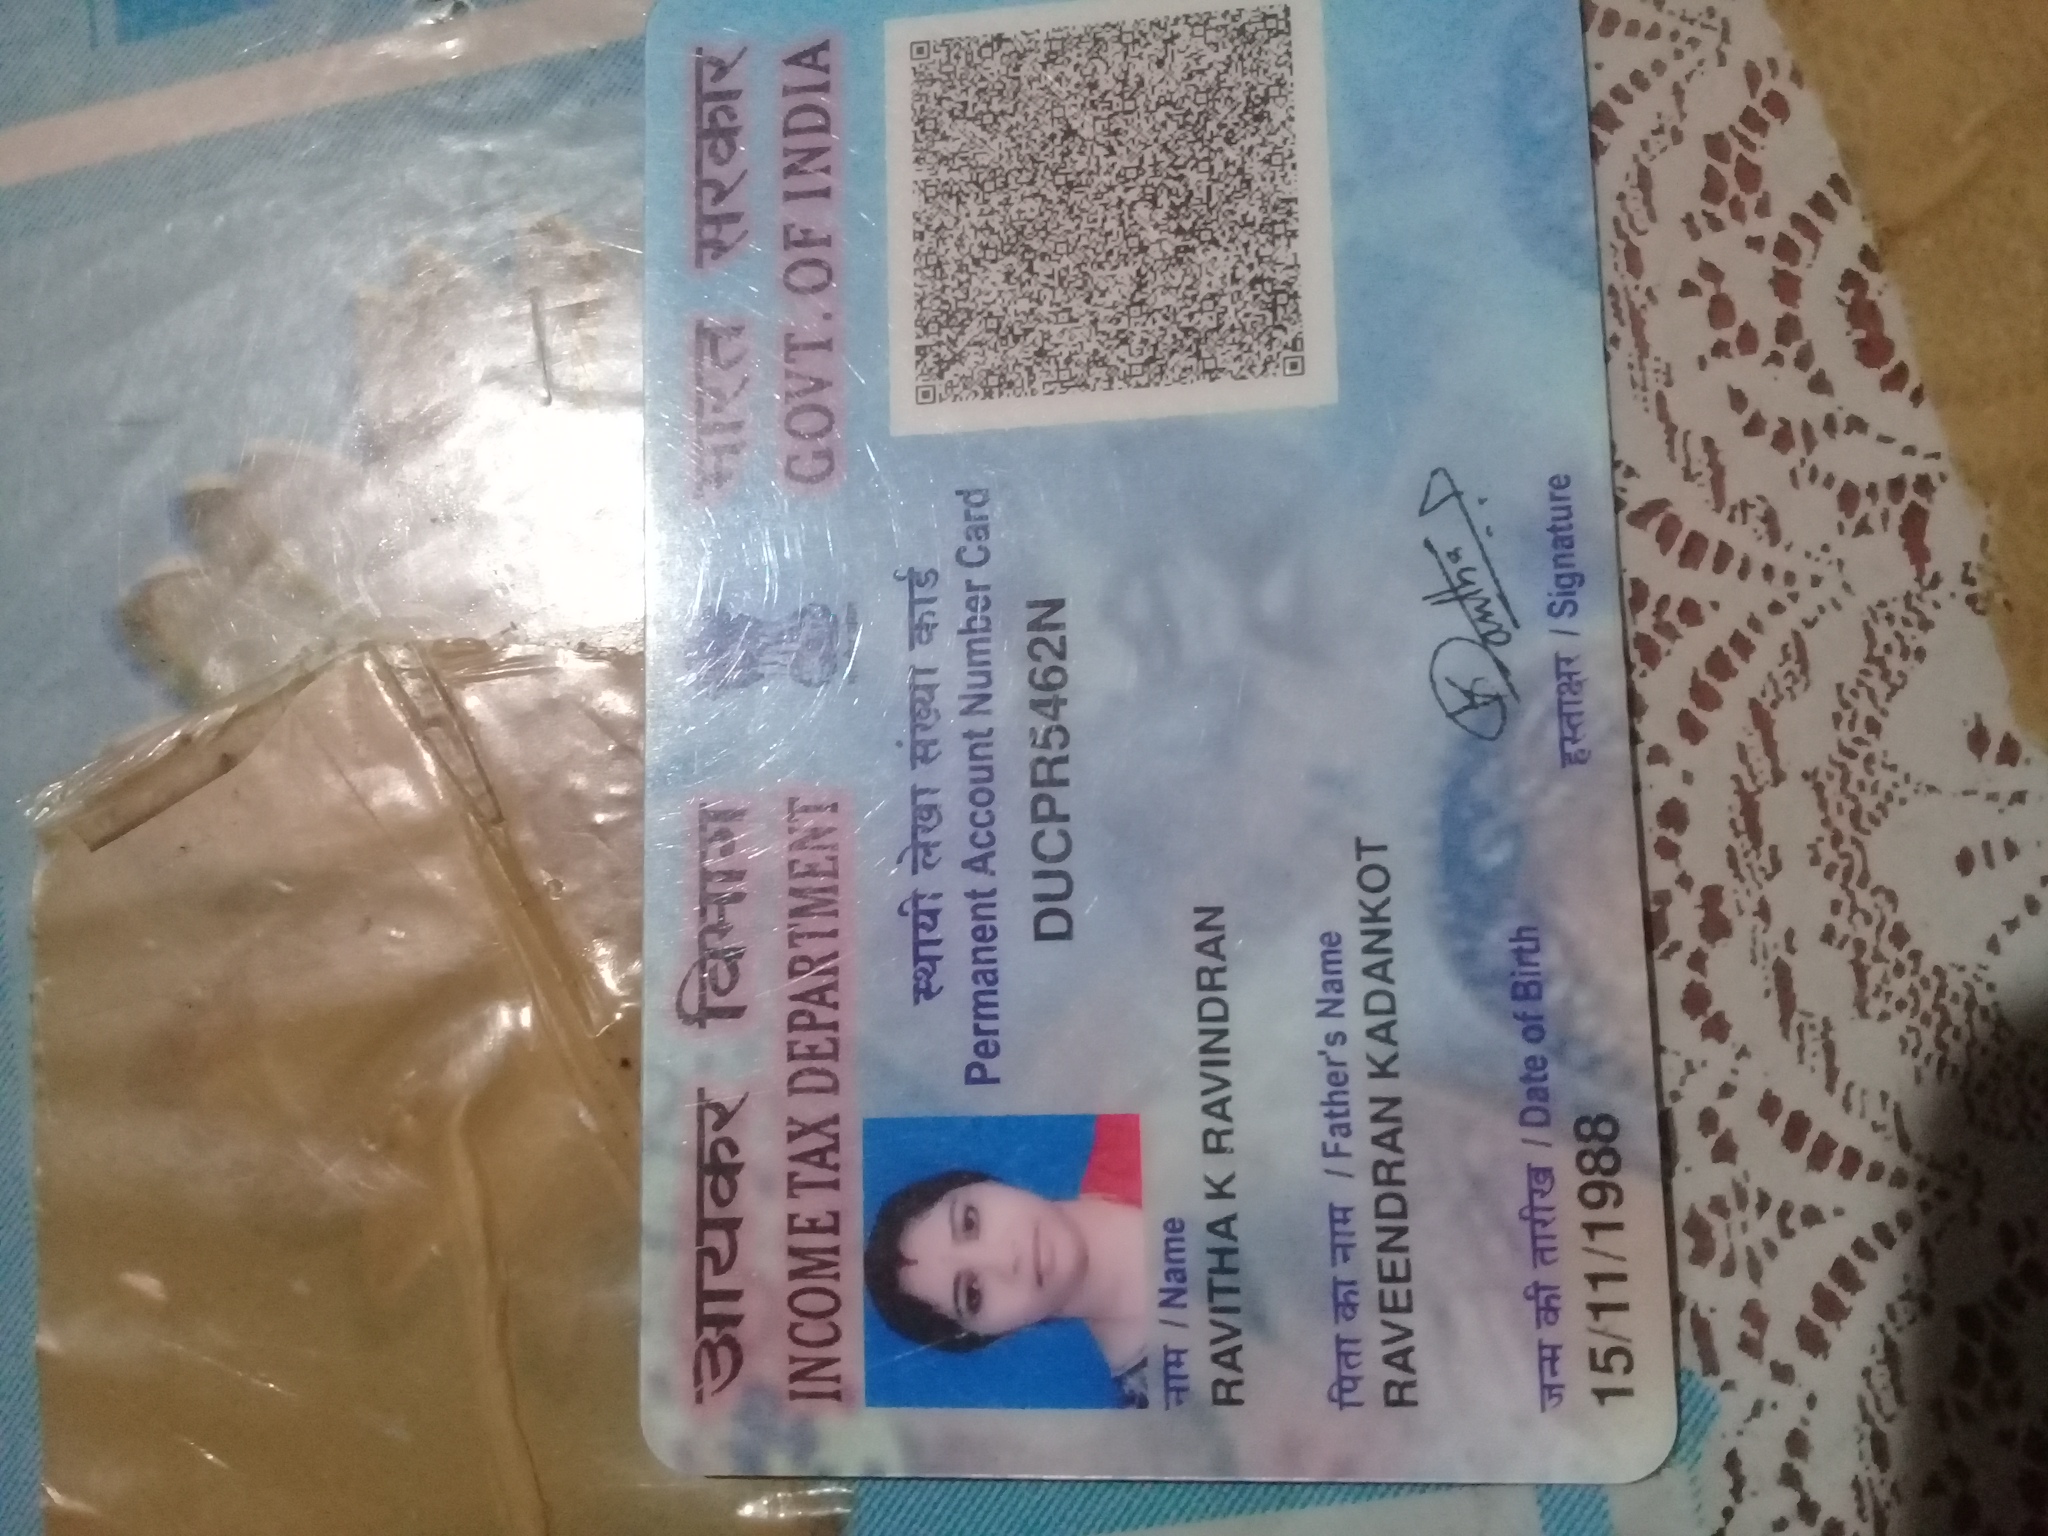 आयकर विभाग
INCOME TAX DEPARTMENT
भारत सरकार
GOVT. OF INDIA
स्थायी लेखा संख्या कार्ड
Permanent Account Number Card
DUCPR5462N
नाम / Name
RAVITHA K RAVINDRAN
पिता का नाम / Father's Name
RAVEENDRAN KADANKOT
जन्म की तारीख / Date of Birth
15/11/1988
हस्ताक्षर / Signature